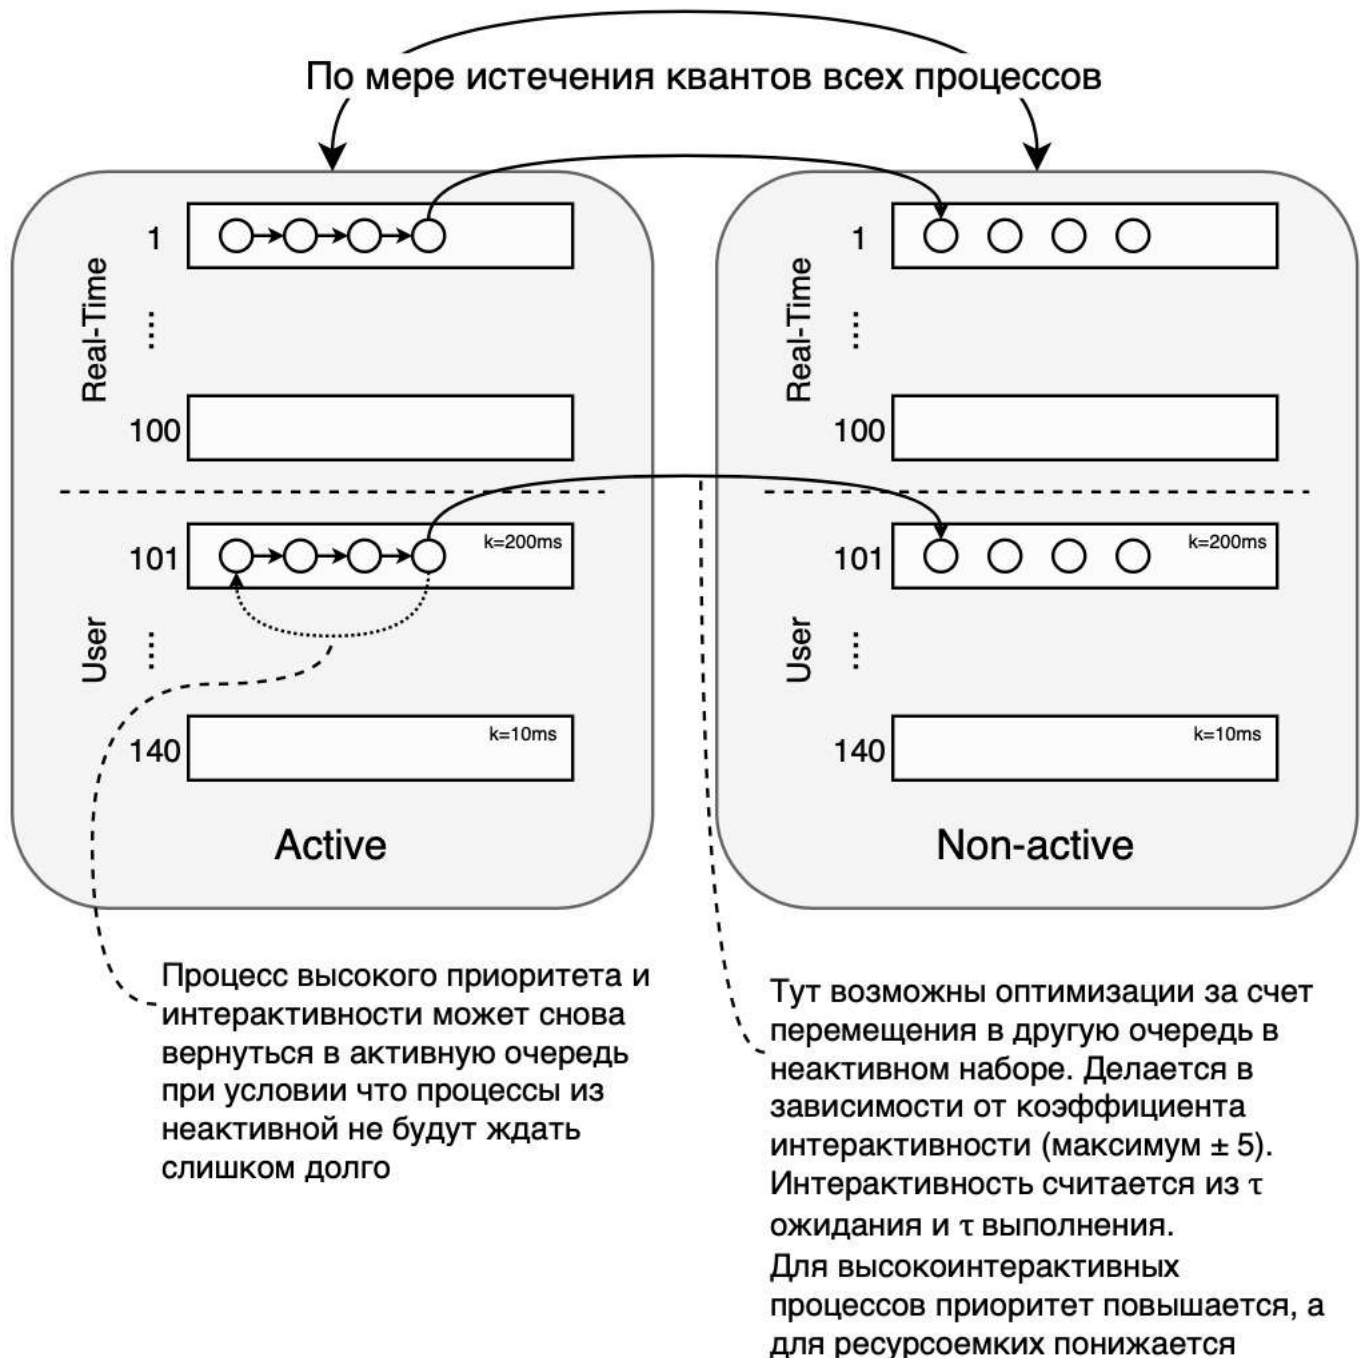 По мере истечения квантов всех процессов
Real-Time
1
100
User
101
k=200ms
140
k=10ms
Active
Real-Time
1
100
User
101
k=200ms
140
k=10ms
Non-active
Процесс высокого приоритета и
интерактивности может снова
вернуться в активную очередь
при условии что процессы из
неактивной не будут ждать
слишком долго
Тут возможны оптимизации за счет
перемещения в другую очередь в
неактивном наборе. Делается в
зависимости от коэффициента
интерактивности (максимум ± 5).
Интерактивность считается из τ
ожидания и τ выполнения.
Для высокоинтерактивных
процессов приоритет повышается, а
для ресурсоемких понижается